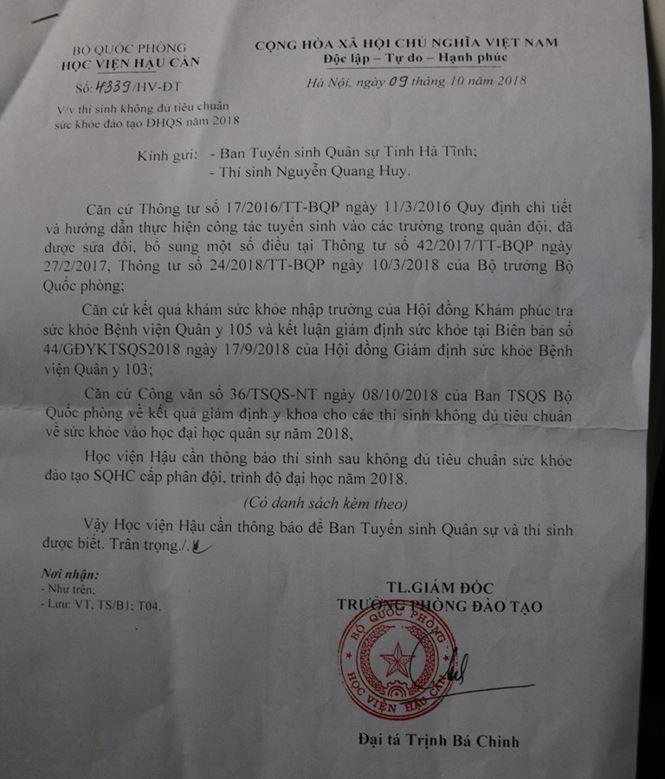 BỘ QUỐC PHÒNG
HỌC VIỆN HẬU CẦN
Số: 4339/HV-ĐT
V/v thí sinh không đủ tiêu chuẩn
sức khỏe đào tạo ĐHQS năm 2018
CỘNG HÒA XÃ HỘI CHỦ NGHĨA VIỆT NAM
Độc lập – Tự do – Hạnh phúc
Hà Nội, ngày 09 tháng 10 năm 2018
Kính gửi: - Ban Tuyển sinh Quân sự Tỉnh Hà Tĩnh;
- Thí sinh Nguyễn Quang Huy.
Căn cứ Thông tư số 17/2016/TT-BQP ngày 11/3/2016 Quy định chi tiết
và hướng dẫn thực hiện công tác tuyển sinh vào các trường trong quân đội, đã
được sửa đổi, bổ sung một số điều tại Thông tư số 42/2017/TT-BQP ngày
27/2/2017, Thông tư số 24/2018/TT-BQP ngày 10/3/2018 của Bộ trưởng Bộ
Quốc phòng;
Căn cứ kết quả khám sức khỏe nhập trường của Hội đồng Khám phúc tra
sức khỏe Bệnh viện Quân y 105 và kết luận giám định sức khỏe tại Biên bản số
44/GĐYKTSQS2018 ngày 17/9/2018 của Hội đồng Giám định sức khỏe Bệnh
viện Quân y 103;
Căn cứ Công văn số 36/TSQS-NT ngày 08/10/2018 của Ban TSQS Bộ
Quốc phòng về kết quả giám định y khoa cho các thí sinh không đủ tiêu chuẩn
về sức khỏe vào học đại học quân sự năm 2018,
Học viện Hậu cần thông báo thí sinh sau không đủ tiêu chuẩn sức khỏe
đào tạo SQHC cấp phân đội, trình độ đại học năm 2018.
(Có danh sách kèm theo)
Vậy Học viện Hậu cần thông báo để Ban Tuyển sinh Quân sự và thí sinh
được biết. Trân trọng./.
Nơi nhận:
- Như trên;
- Lưu: VT, TS/B1; T04.
TL.GIÁM ĐỐC
TRƯỞNG PHÒNG ĐÀO TẠO
BỘ QUỐC PHÒNG
HỌC VIỆN HẬU CẦN
Đại tá Trịnh Bá Chinh